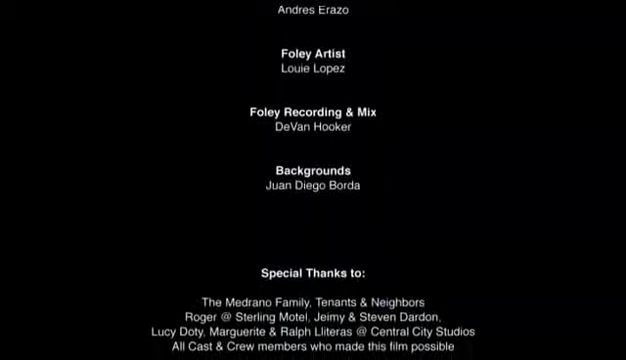 Andres Erazo
Foley Artist
Louie Lopez
Foley Recording & Mix
DeVan Hooker
Backgrounds
Juan Diego Borda
Special Thanks to:
The Medrano Family, Tenants & Neighbors
Roger @ Sterling Motel, Jeimy & Steven Dardon,
Lucy Doty, Marguerite & Ralph Lliteras @ Central City Studios
All Cast & Crew members who made this film possible